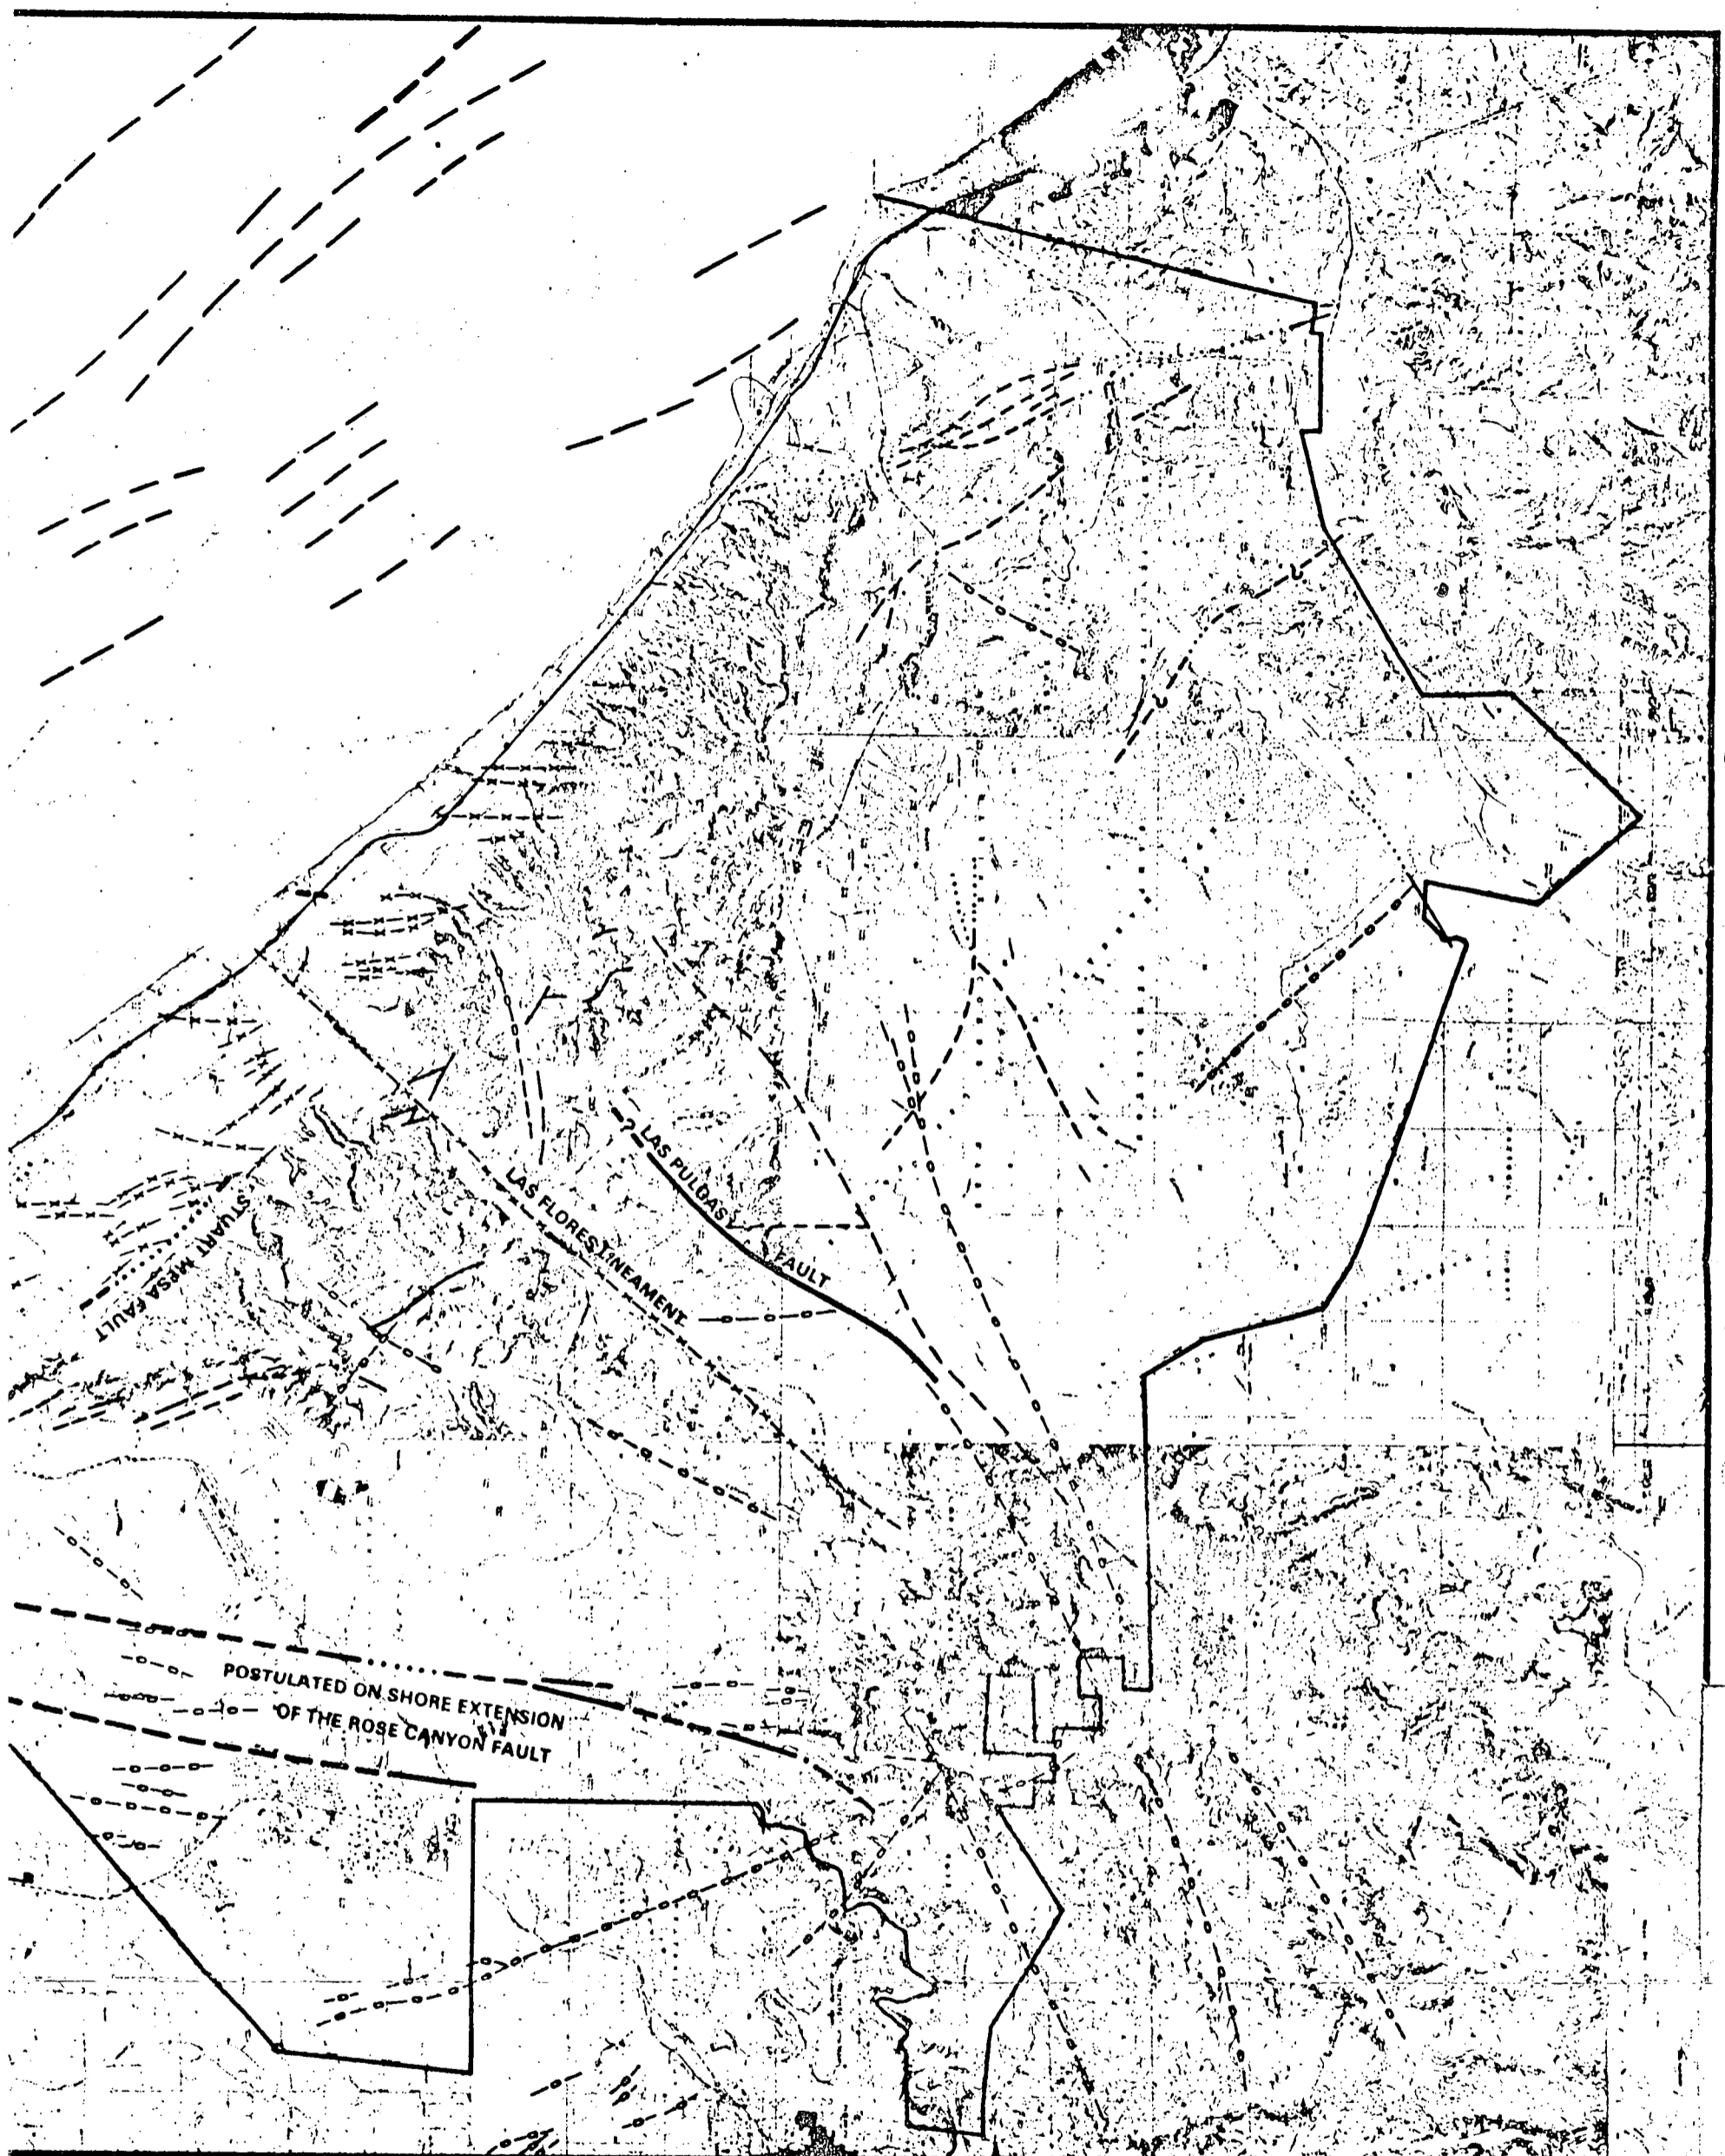 LAS PULGAS
FAULT
LAS FLORES LINEAMENT
STUART MESA FAULT
POSTULATED ON SHORE EXTENSION
OF THE ROSE CANYON FAULT